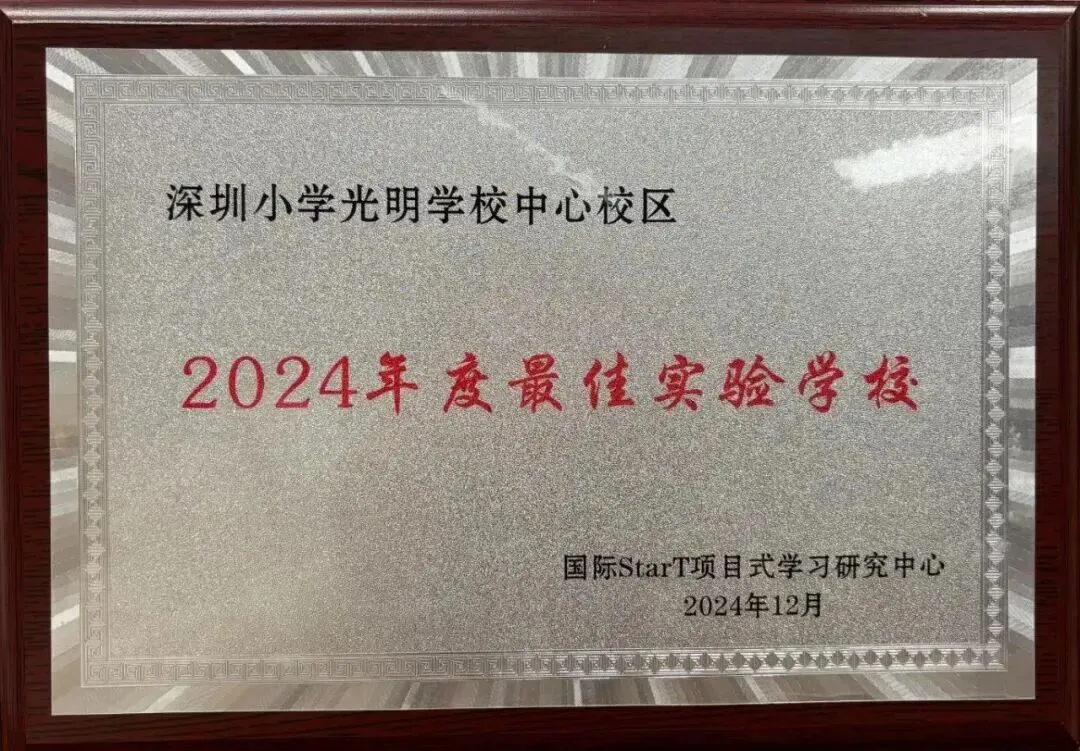 深圳小学光明学校中心校区
2024年度最佳实验学校
国际StarT项目式学习研究中心
2024年12月